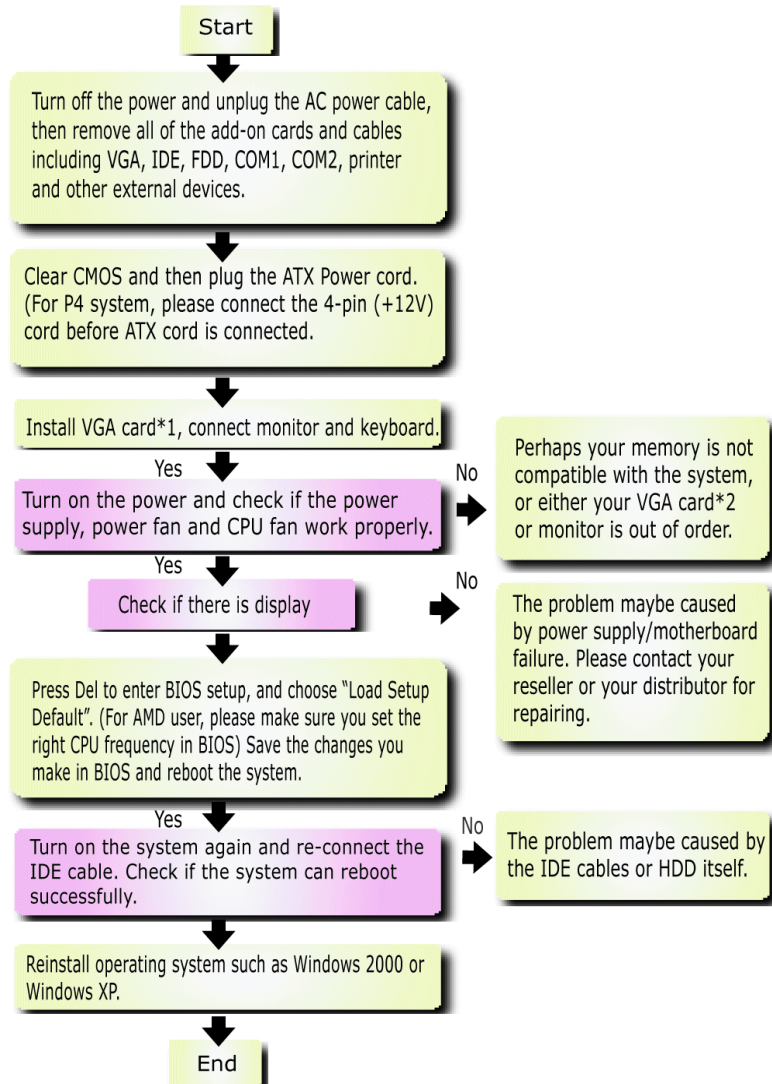 Start
Turn off the power and unplug the AC power cable,
then remove all of the add-on cards and cables
including VGA, IDE, FDD, COM1, COM2, printer
and other external devices.
Clear CMOS and then plug the ATX Power cord.
(For P4 system, please connect the 4-pin (+12V)
cord before ATX cord is connected.
Install VGA card*1, connect monitor and keyboard.
Yes
No
Turn on the power and check if the power
supply, power fan and CPU fan work properly.
Perhaps your memory is not
compatible with the system,
or either your VGA card*2
or monitor is out of order.
Yes
No
Check if there is display
The problem maybe caused
by power supply/motherboard
failure. Please contact your
reseller or your distributor for
repairing.
Press Del to enter BIOS setup, and choose “Load Setup
Default”. (For AMD user, please make sure you set the
right CPU frequency in BIOS) Save the changes you
make in BIOS and reboot the system.
Yes
No
Turn on the system again and re-connect the
IDE cable. Check if the system can reboot
successfully.
The problem maybe caused by
the IDE cables or HDD itself.
Reinstall operating system such as Windows 2000 or
Windows XP.
End